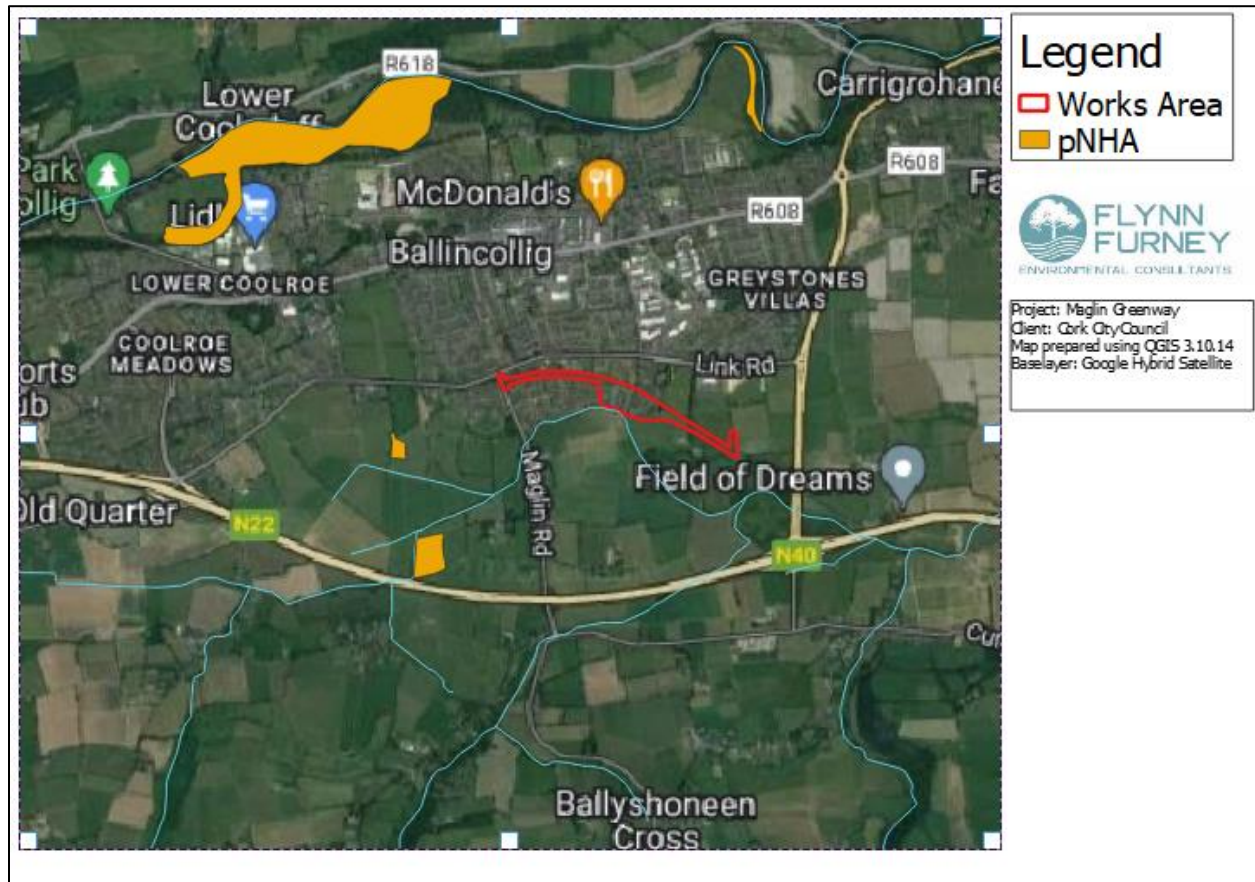 R618
Lower
Carrigrohane
Park
ollig
McDonald's
R608
Lidl
R608
Ballincollig
LOWER COOLROE
GREYSTONES
VILLAS
COOLROE
MEADOWS
orts
ub
Link Rd
Maglin Rd
Field of Dreams
Old Quarter
N22
N40
Ballyshoneen
Cross
Legend
Works Area
pNHA
FLYNN
FURNEY
ENVIRONMENTAL CONSULTANTS
Project: Maglin Greenway
Client: Cork City Council
Map prepared using QGIS 3.10.14
Baselayer: Google Hybrid Satellite